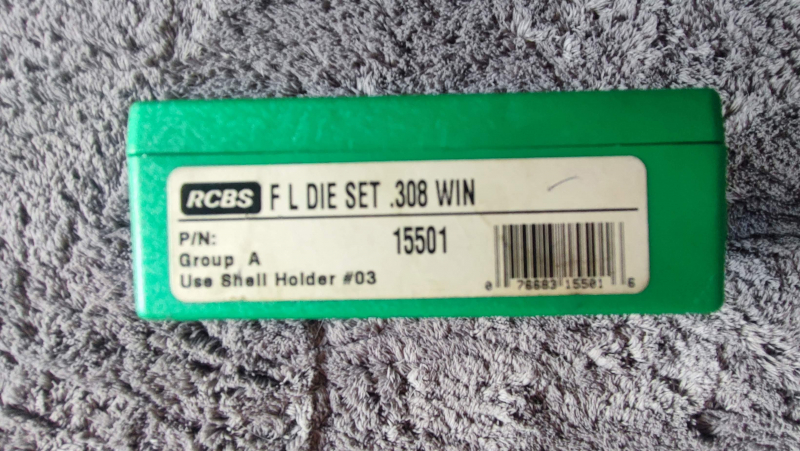 RCBS F L DIE SET .308 WIN
P/N: 15501
Group A
Use Shell Holder #03
0 76683 15501 6